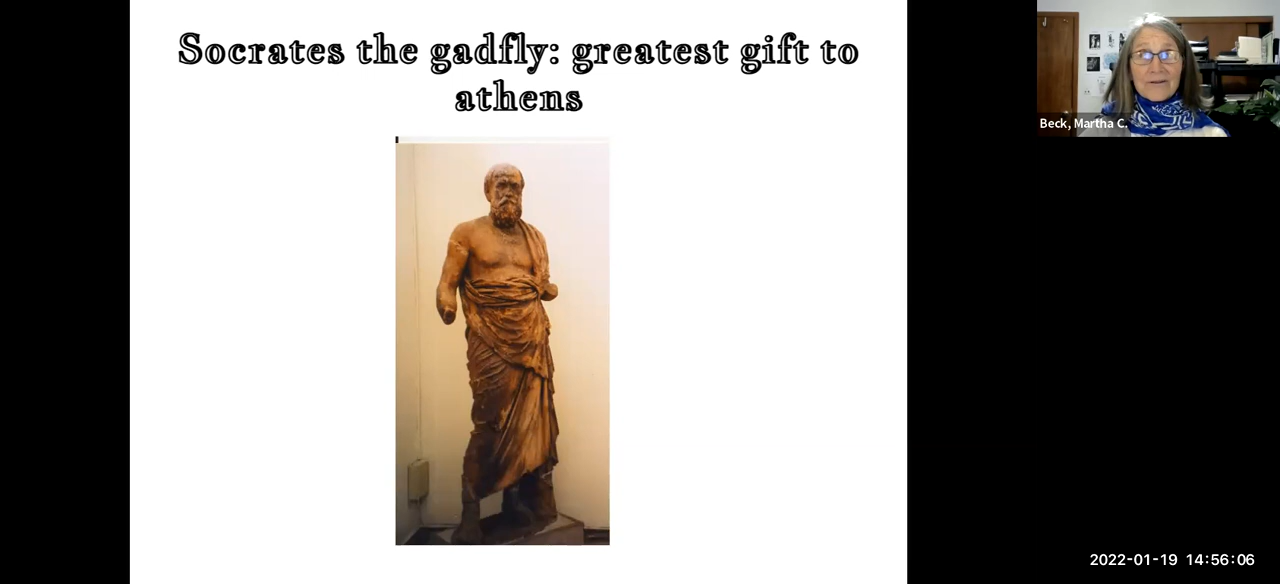 Socrates the gadfly: greatest gift to
athens
Beck, Martha C.
2022-01-19 14:56:06